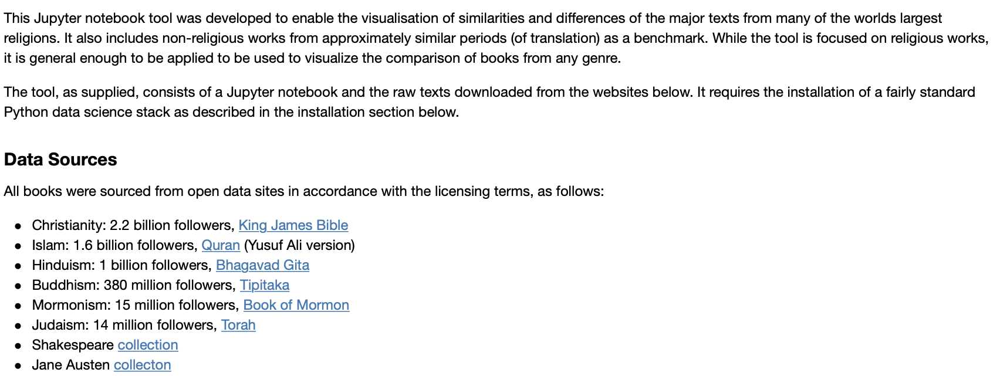 This Jupyter notebook tool was developed to enable the visualisation of similarities and differences of the major texts from many of the worlds largest
religions. It also includes non-religious works from approximately similar periods (of translation) as a benchmark. While the tool is focused on religious works,
it is general enough to be applied to be used to visualize the comparison of books from any genre.
The tool, as supplied, consists of a Jupyter notebook and the raw texts downloaded from the websites below. It requires the installation of a fairly standard
Python data science stack as described in the installation section below.
Data Sources
All books were sourced from open data sites in accordance with the licensing terms, as follows:
• Christianity: 2.2 billion followers, King James Bible
• Islam: 1.6 billion followers, Quran (Yusuf Ali version)
• Hinduism: 1 billion followers, Bhagavad Gita
• Buddhism: 380 million followers, Tipitaka
• Mormonism: 15 million followers, Book of Mormon
• Judaism: 14 million followers, Torah
• Shakespeare collection
• Jane Austen collecton